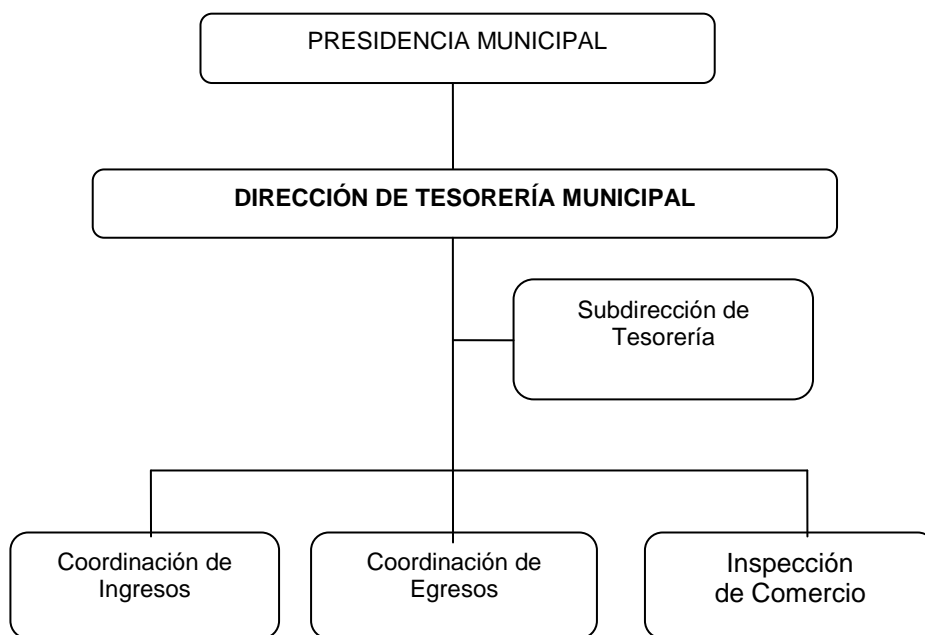 PRESIDENCIA MUNICIPAL
DIRECCIÓN DE TESORERÍA MUNICIPAL
Subdirección de
Tesorería
Coordinación de
Ingresos
Coordinación de
Egresos
Inspección
de Comercio